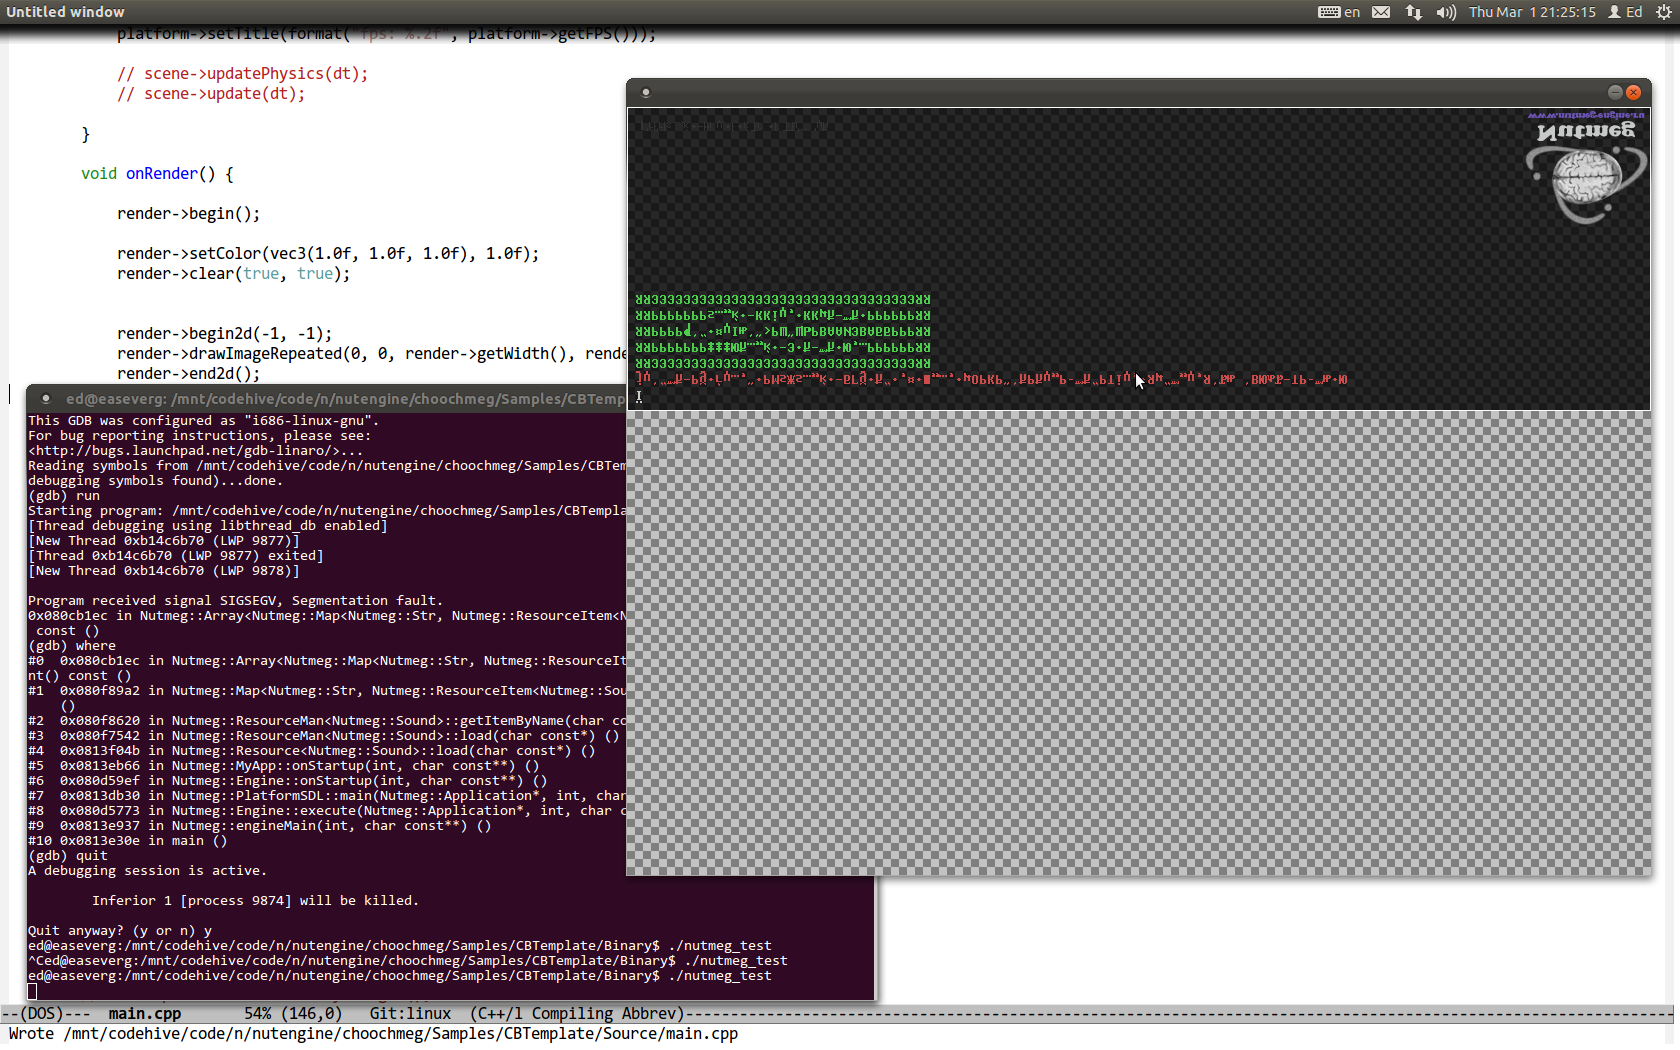 Untitled window
en
Thu Mar 1 21:25:15
Ed
platform->setTitle(format("fps: %.2f", platform->getFPS()));
// scene->updatePhysics(dt);
// scene->update(dt);
}
void onRender() {
render->begin();
render->setColor(vec3(1.0f, 1.0f, 1.0f), 1.0f);
render->clear(true, true);
render->begin2d(-1, -1);
render->drawImageRepeated(0, 0, render->getWidth(), rende
render->end2d();
www.nutmegengine.ru
Nutmeg
ed@easeverg: /mnt/codehive/code/n/nutengine/choochmeg/Samples/CBTemp
This GDB was configured as "i686-linux-gnu".
For bug reporting instructions, please see:
<http://bugs.launchpad.net/gdb-linaro/>...
Reading symbols from /mnt/codehive/code/n/nutengine/choochmeg/Samples/CBTem
debugging symbols found)...done.
(gdb) run
Starting program: /mnt/codehive/code/n/nutengine/choochmeg/Samples/CBTempla
[Thread debugging using libthread_db enabled]
[New Thread 0xb14c6b70 (LWP 9877)]
[Thread 0xb14c6b70 (LWP 9877) exited]
[New Thread 0xb14c6b70 (LWP 9878)]
Program received signal SIGSEGV, Segmentation fault.
0x080cb1ec in Nutmeg::Array<Nutmeg::Map<Nutmeg::Str, Nutmeg::ResourceItem<N
const ()
(gdb) where
#0 0x080cb1ec in Nutmeg::Array<Nutmeg::Map<Nutmeg::Str, Nutmeg::ResourceIt
nt() const ()
#1 0x080f89a2 in Nutmeg::Map<Nutmeg::Str, Nutmeg::ResourceItem<Nutmeg::Sou
()
#2 0x080f8620 in Nutmeg::ResourceMan<Nutmeg::Sound>::getItemByName(char co
#3 0x080f7542 in Nutmeg::ResourceMan<Nutmeg::Sound>::load(char const*) ()
#4 0x0813f04b in Nutmeg::Resource<Nutmeg::Sound>::load(char const*) ()
#5 0x0813eb66 in Nutmeg::MyApp::onStartup(int, char const**) ()
#6 0x080d59ef in Nutmeg::Engine::onStartup(int, char const**) ()
#7 0x0813db30 in Nutmeg::PlatformSDL::main(Nutmeg::Application*, int, char
#8 0x080d5773 in Nutmeg::Engine::execute(Nutmeg::Application*, int, char c
#9 0x0813e937 in Nutmeg::engineMain(int, char const**) ()
#10 0x0813e30e in main ()
(gdb) quit
A debugging session is active.
Inferior 1 [process 9874] will be killed.
Quit anyway? (y or n) y
ed@easeverg:/mnt/codehive/code/n/nutengine/choochmeg/Samples/CBTemplate/Binary$ ./nutmeg_test
^Ced@easeverg:/mnt/codehive/code/n/nutengine/choochmeg/Samples/CBTemplate/Binary$ ./nutmeg_test
ed@easeverg:/mnt/codehive/code/n/nutengine/choochmeg/Samples/CBTemplate/Binary$ ./nutmeg_test
--(DOS)--- main.cpp 54% (146,0) Git:linux (C++/l Compiling Abbrev)---
Wrote /mnt/codehive/code/n/nutengine/choochmeg/Samples/CBTemplate/Source/main.cpp